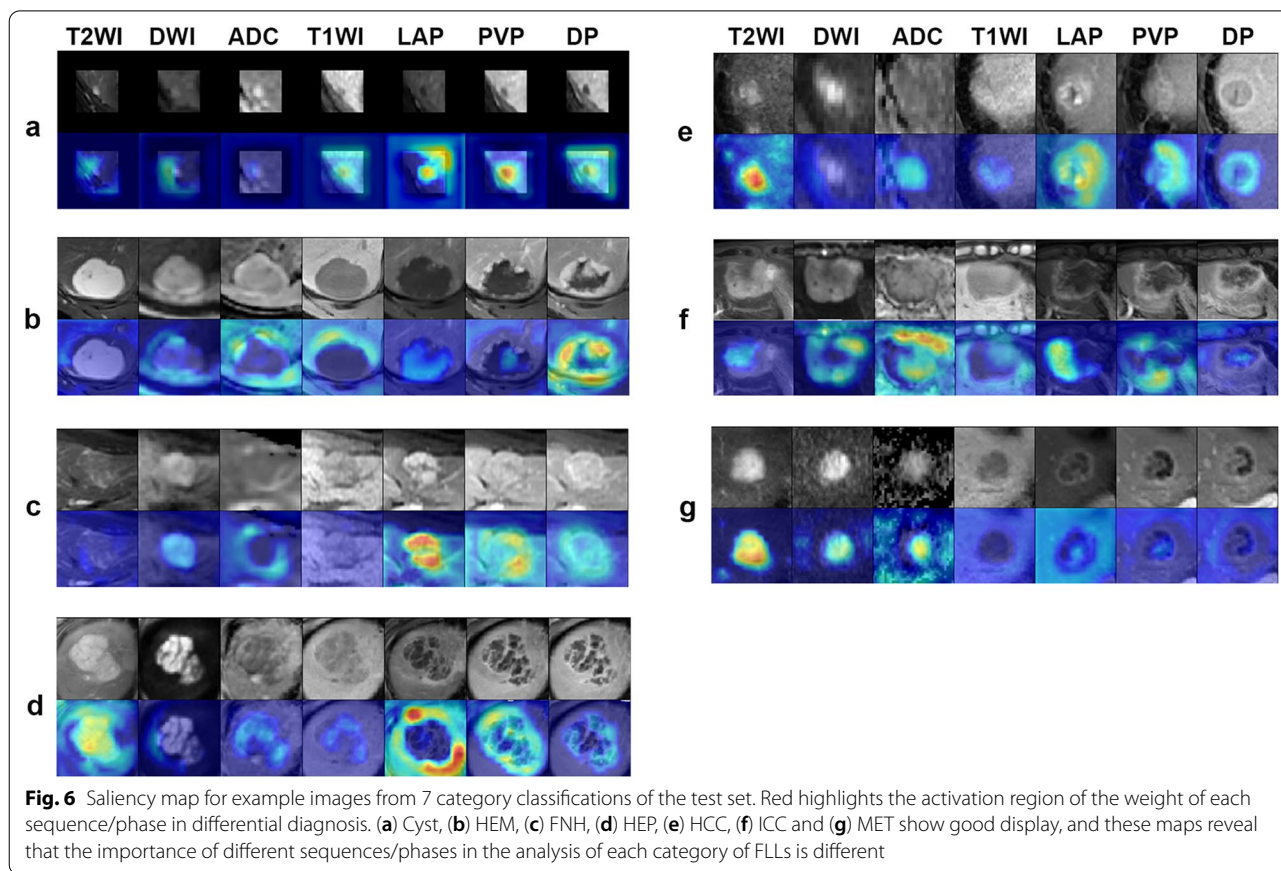 T2WI DWI ADC T1WI LAP PVP DP
a
b
c
d
T2WI DWI ADC T1WI LAP PVP DP
e
f
g
Fig. 6 Saliency map for example images from 7 category classifications of the test set. Red highlights the activation region of the weight of each
sequence/phase in differential diagnosis. (a) Cyst, (b) HEM, (c) FNH, (d) HEP, (e) HCC, (f) ICC and (g) MET show good display, and these maps reveal
that the importance of different sequences/phases in the analysis of each category of FLLs is different